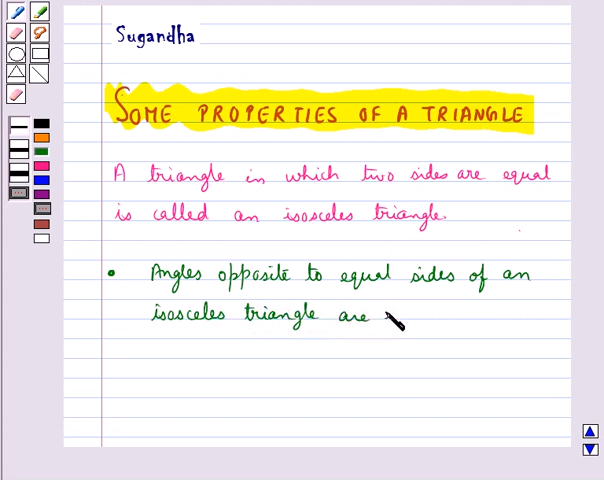 Sugandha
SOME PROPERTIES OF A TRIANGLE
A triangle in which two sides are equal
is called an isosceles triangle.
• Angles opposite to equal sides of an
isosceles triangle are